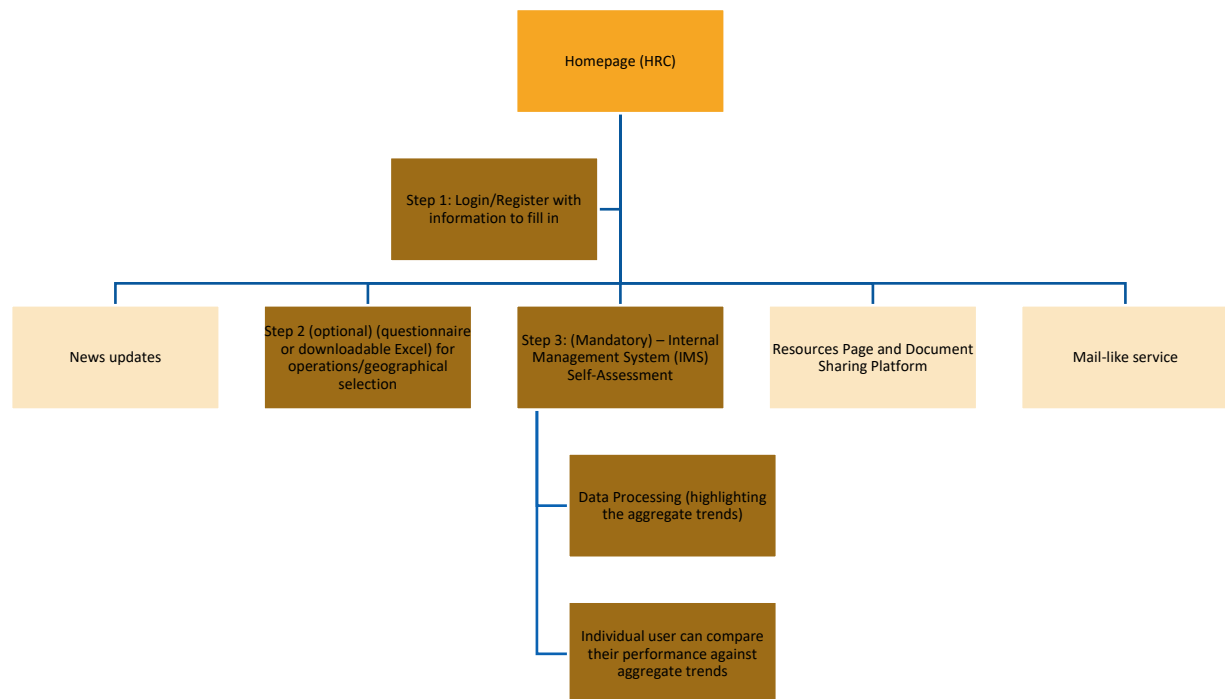 Homepage (HRC)
Step 1: Login/Register with
information to fill in
News updates
Step 2 (optional) (questionnaire
or downloadable Excel) for
operations/geographical
selection
Step 3: (Mandatory) – Internal
Management System (IMS)
Self-Assessment
Resources Page and Document
Sharing Platform
Mail-like service
Data Processing (highlighting
the aggregate trends)
Individual user can compare
their performance against
aggregate trends